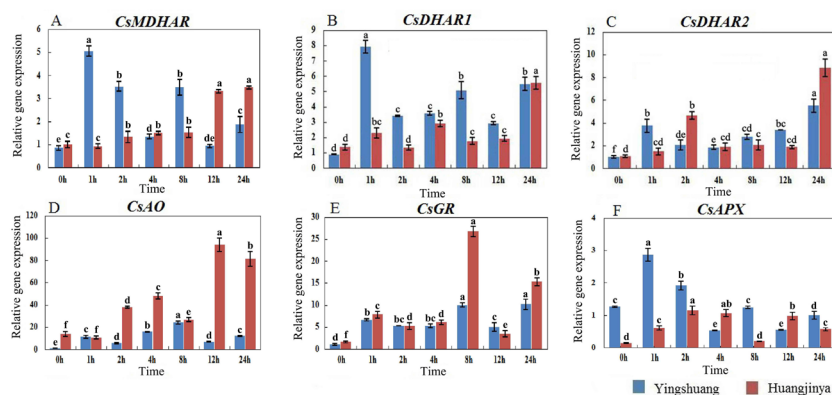 A CsMDHAR
Relative gene expression
6
5
4
3
2
1
0
e c a c b b d b b b de a c a
0h 1h 2h 4h 8h 12h 24h
Time
B CsDHAR1
Relative gene expression
9
8
7
6
5
4
3
2
1
0
d d a bc c d c b b c c c b a
0h 1h 2h 4h 8h 12h 24h
Time
C CsDHAR2
Relative gene expression
12
10
8
6
4
2
0
f d b cd de b e cd c cd b cd a a
0h 1h 2h 4h 8h 12h 24h
Time
D CsAO
Relative gene expression
100
80
60
40
20
0
e f c f d d b c a e d a c b
0h 1h 2h 4h 8h 12h 24h
Time
E CsGR
Relative gene expression
30
25
20
15
10
5
0
d f b c bc d c d a a c e a b
0h 1h 2h 4h 8h 12h 24h
Time
F CsAPX
Relative gene expression
4
3
2
1
0
c c a b b a d ab c c d b c b
0h 1h 2h 4h 8h 12h 24h
Time
Yingshuang Huangjinya